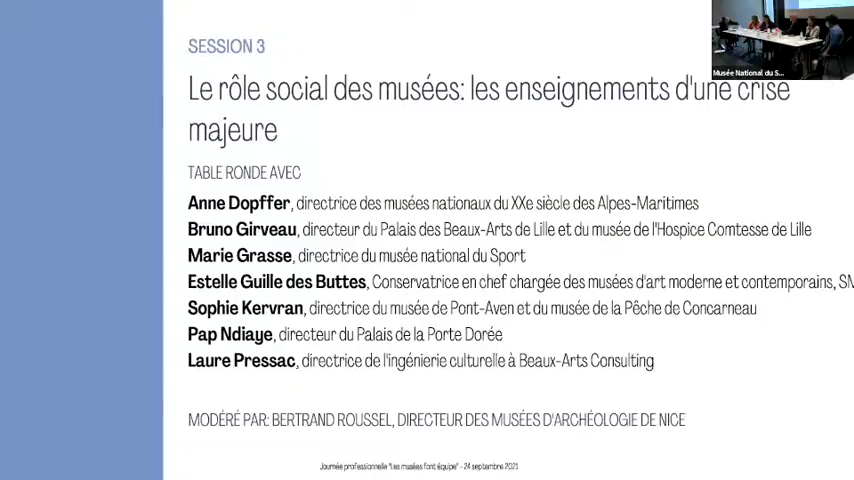 SESSION 3
Le rôle social des musées: les enseignements d'une crise
majeure
TABLE RONDE AVEC
Anne Dopffer, directrice des musées nationaux du XXe siècle des Alpes-Maritimes
Bruno Girveau, directeur du Palais des Beaux-Arts de Lille et du musée de l'Hospice Comtesse de Lille
Marie Grasse, directrice du musée national du Sport
Estelle Guille des Buttes, Conservatrice en chef chargée des musées d'art moderne et contemporains, SM
Sophie Kervran, directrice du musée de Pont-Aven et du musée de la Pêche de Concarneau
Pap Ndiaye, directeur du Palais de la Porte Dorée
Laure Pressac, directrice de l'ingénierie culturelle à Beaux-Arts Consulting
MODÉRÉ PAR: BERTRAND ROUSSEL, DIRECTEUR DES MUSÉES D'ARCHÉOLOGIE DE NICE
Journée professionnelle "Les musées font équipe" - 24 septembre 2021
Musée National du S...